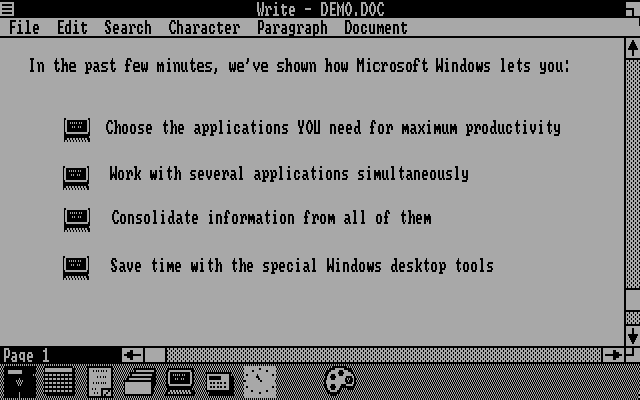 Write - DEMO.DOC
File Edit Search Character Paragraph Document
In the past few minutes, we've shown how Microsoft Windows lets you:
Choose the applications YOU need for maximum productivity
Work with several applications simultaneously
Consolidate information from all of them
Save time with the special Windows desktop tools
Page 1